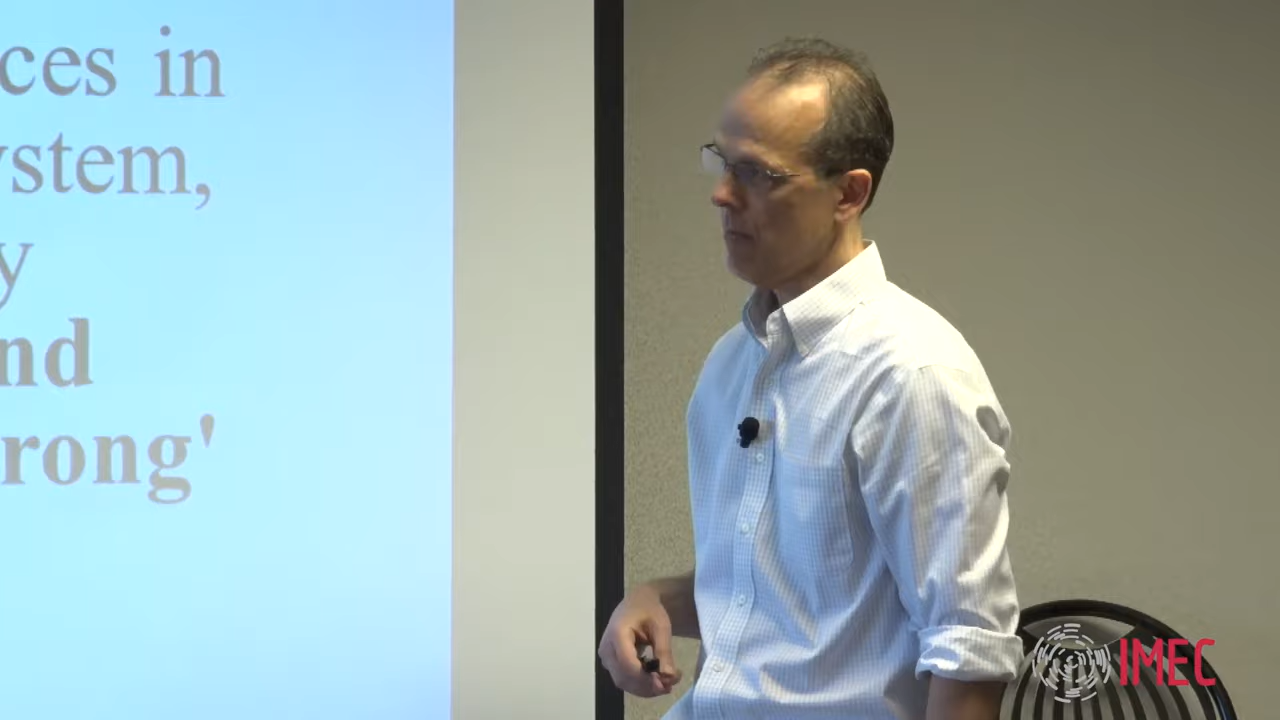 ces in
ystem,
y
nd
rong'
IMEC